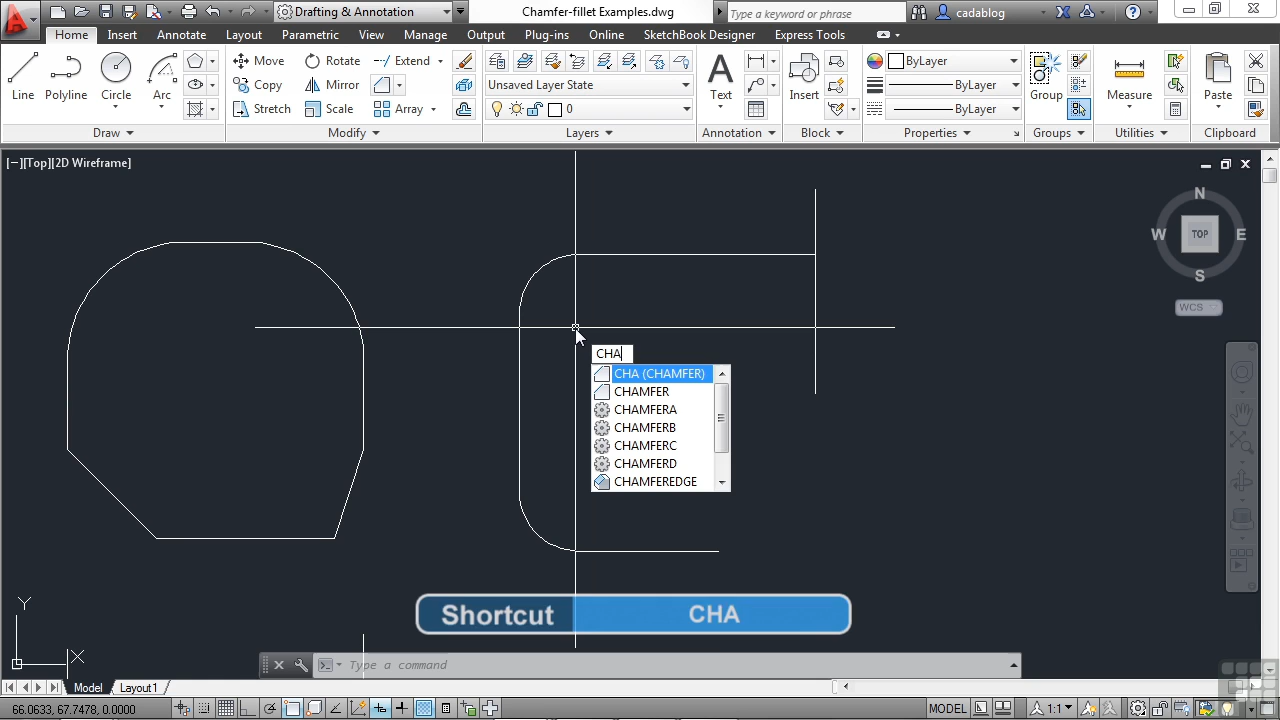 Drafting & Annotation
Chamfer-fillet Examples.dwg
Type a keyword or phrase
cadablog
Home Insert Annotate Layout Parametric View Manage Output Plug-ins Online SketchBook Designer Express Tools
Line Polyline Circle Arc
Draw
Move Rotate Extend
Copy Mirror
Stretch Scale Array
Modify
Unsaved Layer State
0
Layers
Text
Annotation
Insert
Block
ByLayer
ByLayer
ByLayer
Properties
Group
Groups
Measure
Utilities
Paste
Clipboard
[−][Top][2D Wireframe]
N
W TOP E
S
WCS
CHA
CHA (CHAMFER)
CHAMFER
CHAMFERA
CHAMFERB
CHAMFERC
CHAMFERD
CHAMFEREDGE
Shortcut CHA
Y
X
Type a command
Model Layout1
66.0633, 67.7478, 0.0000
MODEL
1:1